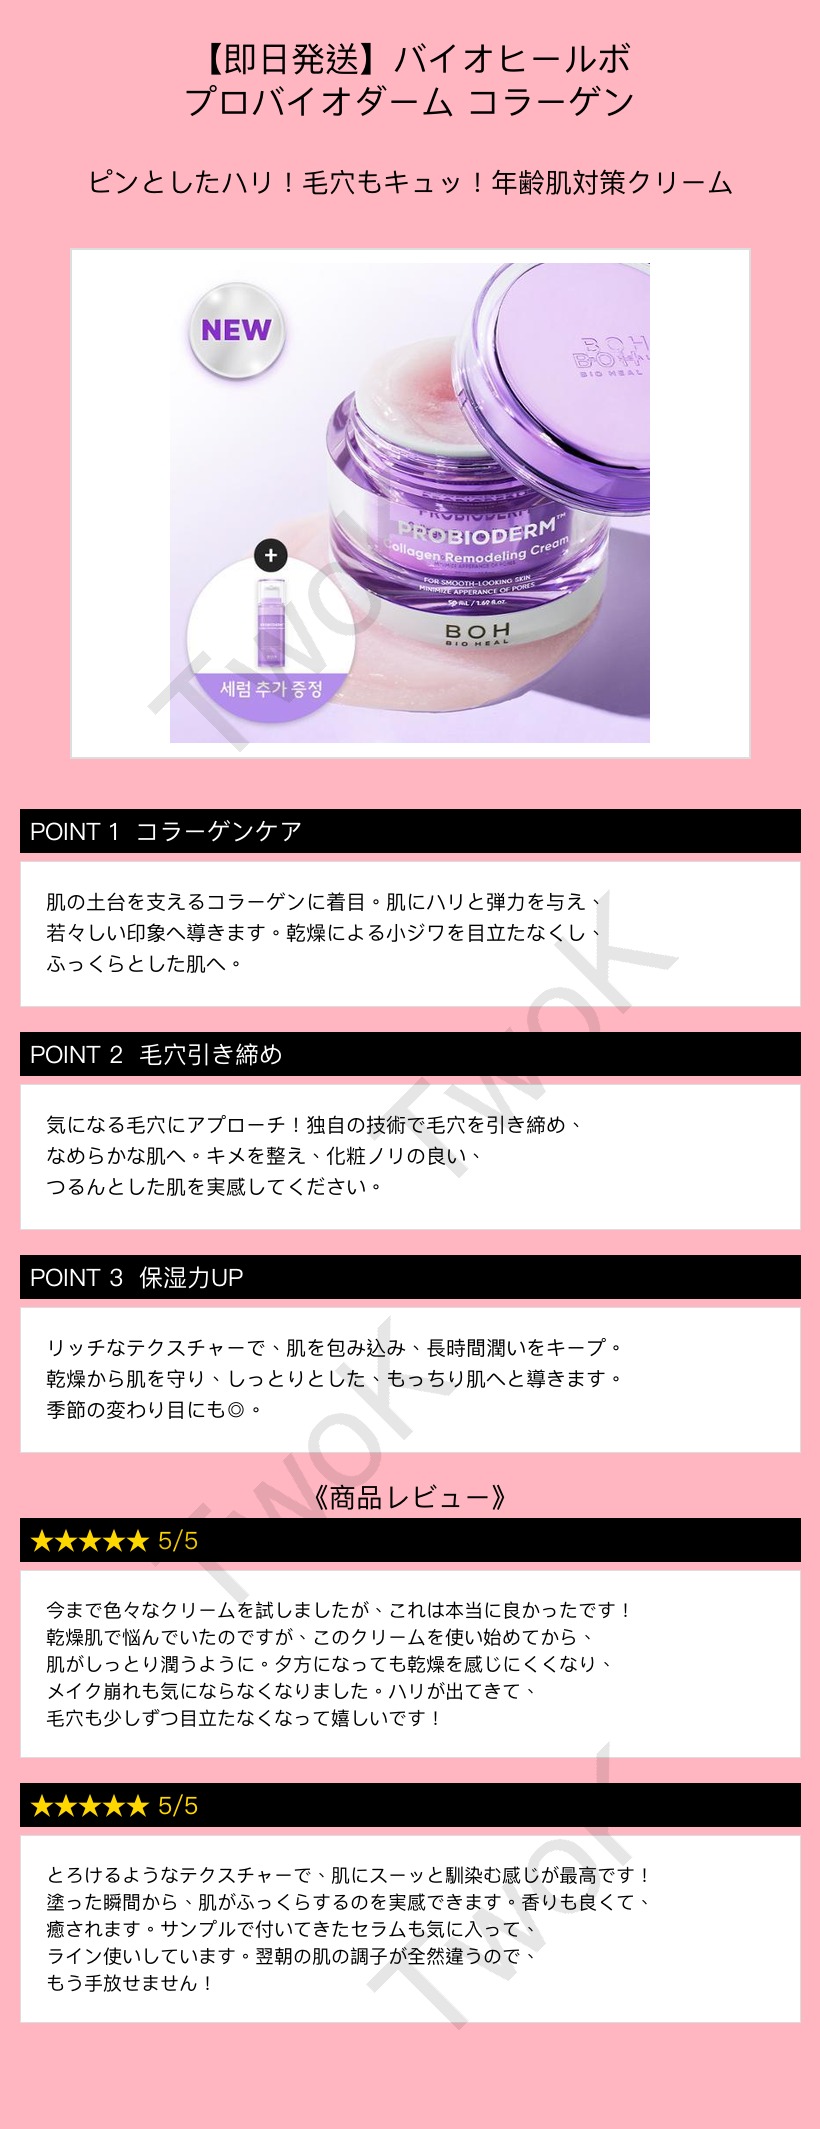 【即日発送】バイオヒールボ
プロバイオダーム コラーゲン
ピンとしたハリ！毛穴もキュッ！年齢肌対策クリーム
NEW
BOH
BOH
BIO HEAL
PROBIODERM™
Collagen Remodeling Cream
MINIMIZE APPERANCE OF PORES
FOR SMOOTH-LOOKING SKIN
MINIMIZE APPERANCE OF PORES
50 mL / 1.69 fl.oz.
BOH
BIO HEAL
+
세럼 추가 증정
TwoK
POINT 1 コラーゲンケア
肌の土台を支えるコラーゲンに着目。肌にハリと弾力を与え、
若々しい印象へ導きます。乾燥による小ジワを目立たなくし、
ふっくらとした肌へ。
TwoK
POINT 2 毛穴引き締め
気になる毛穴にアプローチ！独自の技術で毛穴を引き締め、
なめらかな肌へ。キメを整え、化粧ノリの良い、
つるんとした肌を実感してください。
POINT 3 保湿力UP
リッチなテクスチャーで、肌を包み込み、長時間潤いをキープ。
乾燥から肌を守り、しっとりとした、もっちり肌へと導きます。
季節の変わり目にも◎。
TwoK
《商品レビュー》
★★★★★ 5/5
今まで色々なクリームを試しましたが、これは本当に良かったです！
乾燥肌で悩んでいたのですが、このクリームを使い始めてから、
肌がしっとり潤うように。夕方になっても乾燥を感じにくくなり、
メイク崩れも気にならなくなりました。ハリが出てきて、
毛穴も少しずつ目立たなくなって嬉しいです！
★★★★★ 5/5
とろけるようなテクスチャーで、肌にスーッと馴染む感じが最高です！
塗った瞬間から、肌がふっくらするのを実感できます。香りも良くて、
癒されます。サンプルで付いてきたセラムも気に入って、
ライン使いしています。翌朝の肌の調子が全然違うので、
もう手放せません！
TwoK